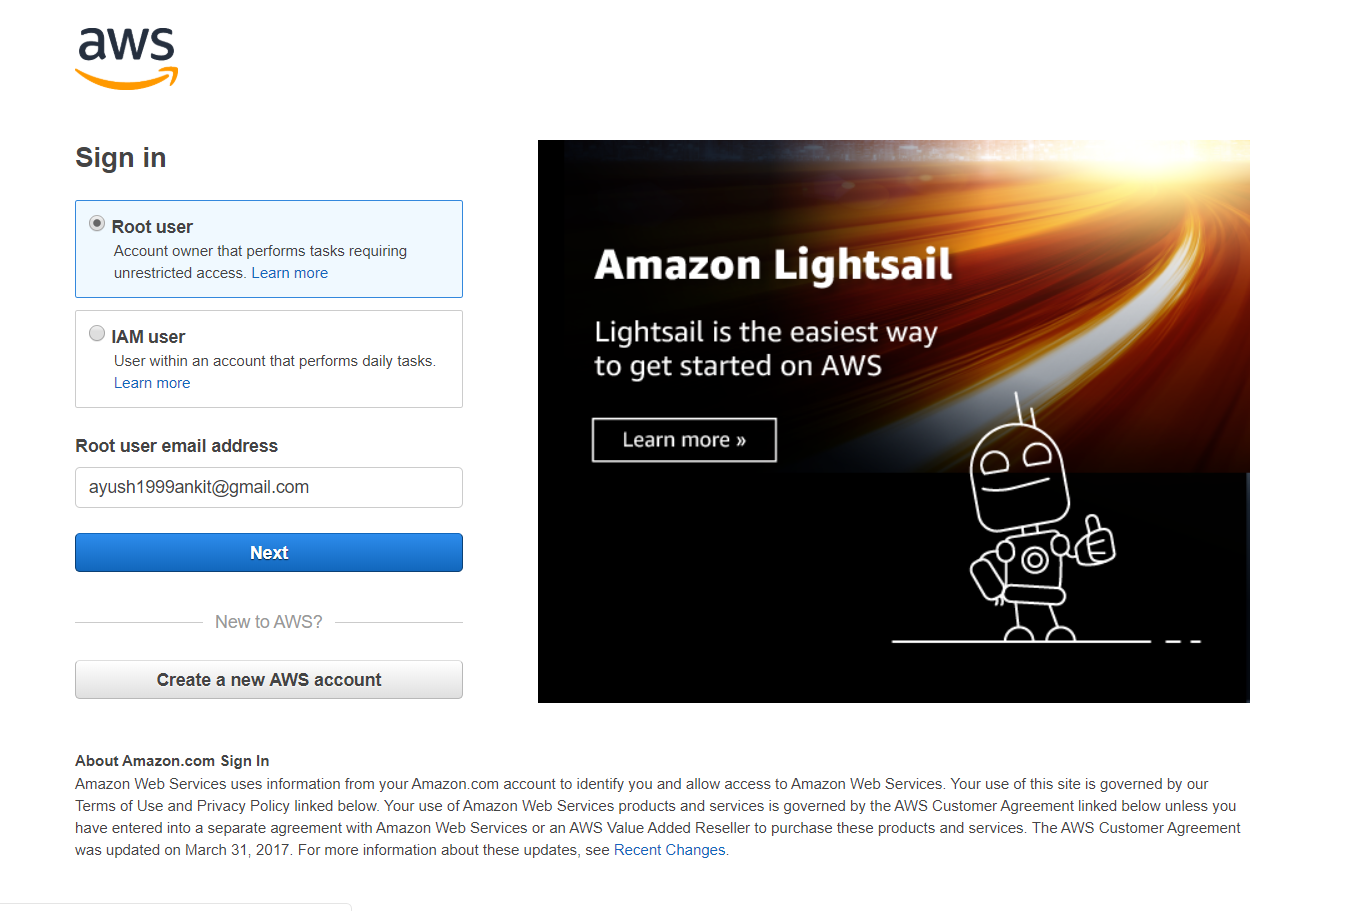 aws
Sign in
Root user
Account owner that performs tasks requiring
unrestricted access. Learn more
IAM user
User within an account that performs daily tasks.
Learn more
Root user email address
ayush1999ankit@gmail.com
Next
New to AWS?
Create a new AWS account
Amazon Lightsail
Lightsail is the easiest way
to get started on AWS
Learn more »
About Amazon.com Sign In
Amazon Web Services uses information from your Amazon.com account to identify you and allow access to Amazon Web Services. Your use of this site is governed by our
Terms of Use and Privacy Policy linked below. Your use of Amazon Web Services products and services is governed by the AWS Customer Agreement linked below unless you
have entered into a separate agreement with Amazon Web Services or an AWS Value Added Reseller to purchase these products and services. The AWS Customer Agreement
was updated on March 31, 2017. For more information about these updates, see Recent Changes.